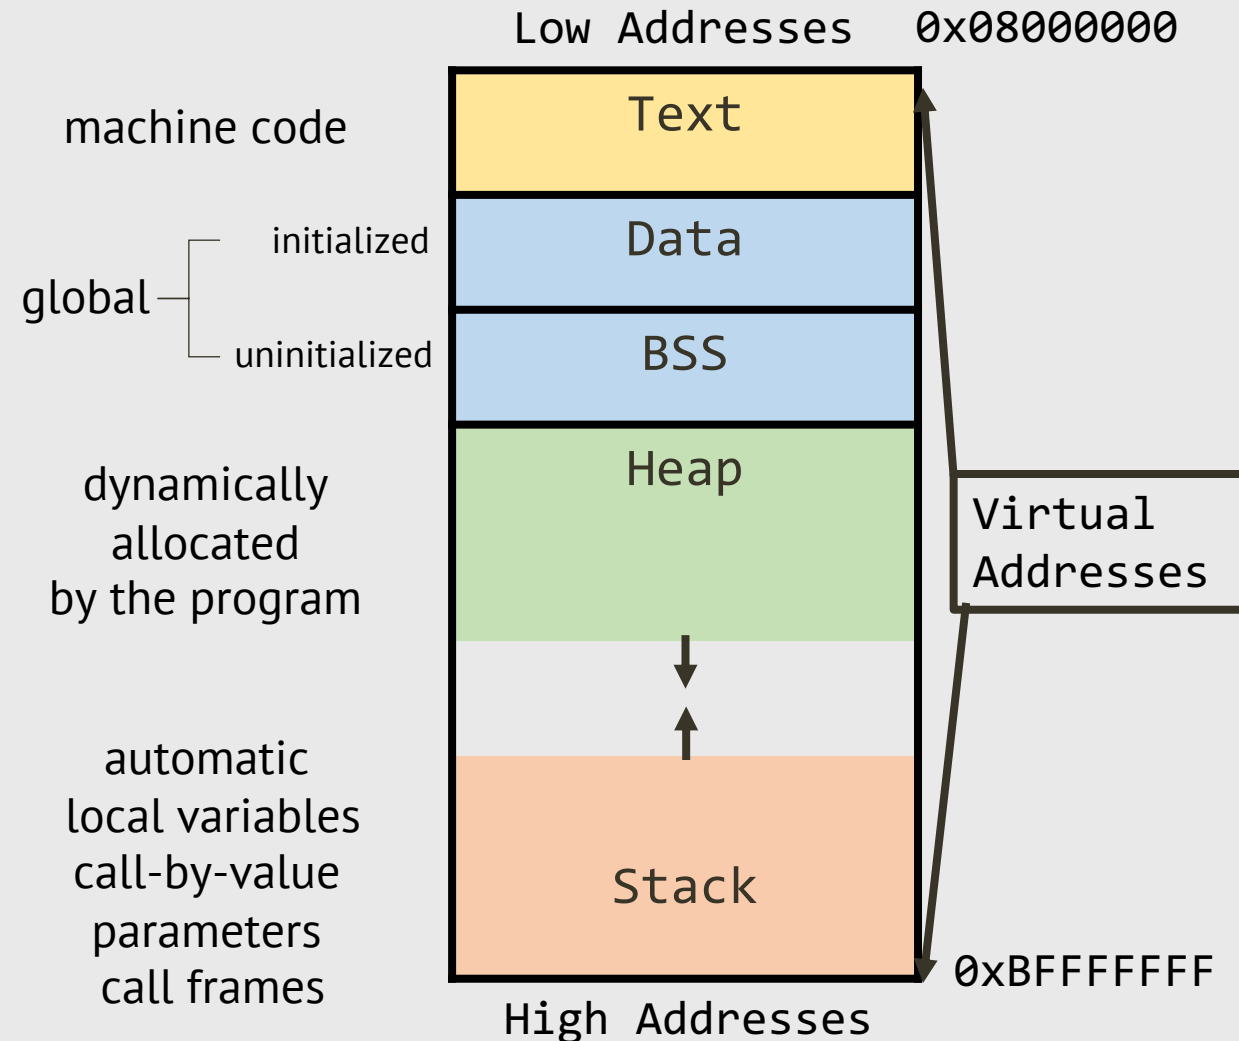 Low Addresses 0x08000000
machine code
Text
initialized
Data
global
uninitialized
BSS
Heap
dynamically
allocated
by the program
Virtual
Addresses
automatic
local variables
call-by-value
parameters
call frames
Stack
0xBFFFFFFF
High Addresses